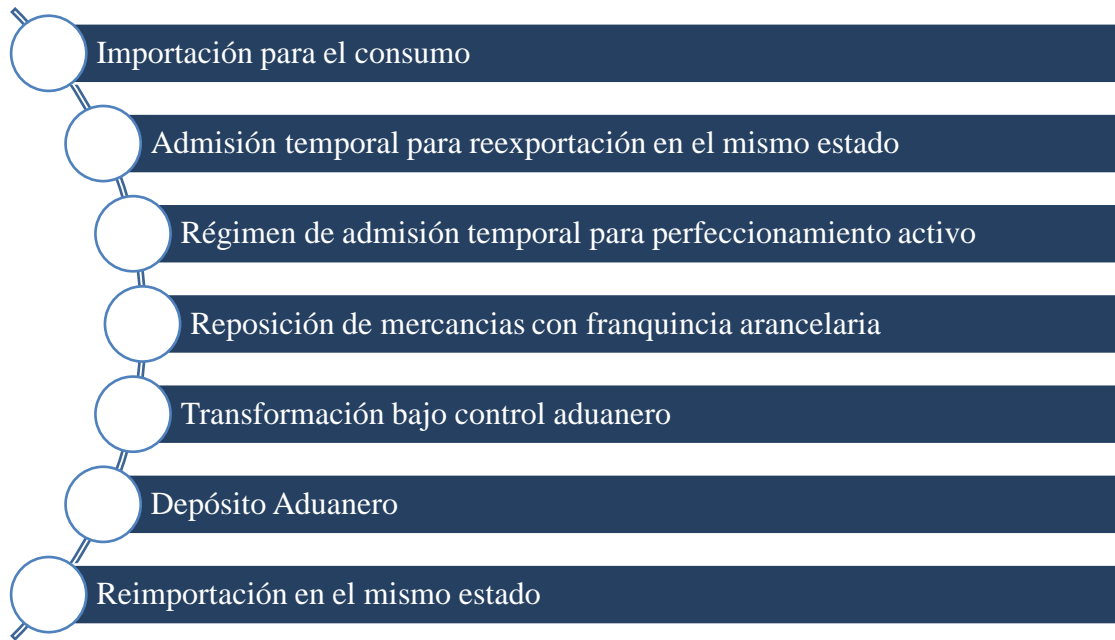 Importación para el consumo
Admisión temporal para reexportación en el mismo estado
Régimen de admisión temporal para perfeccionamiento activo
Reposición de mercancias con franquincia arancelaria
Transformación bajo control aduanero
Depósito Aduanero
Reimportación en el mismo estado